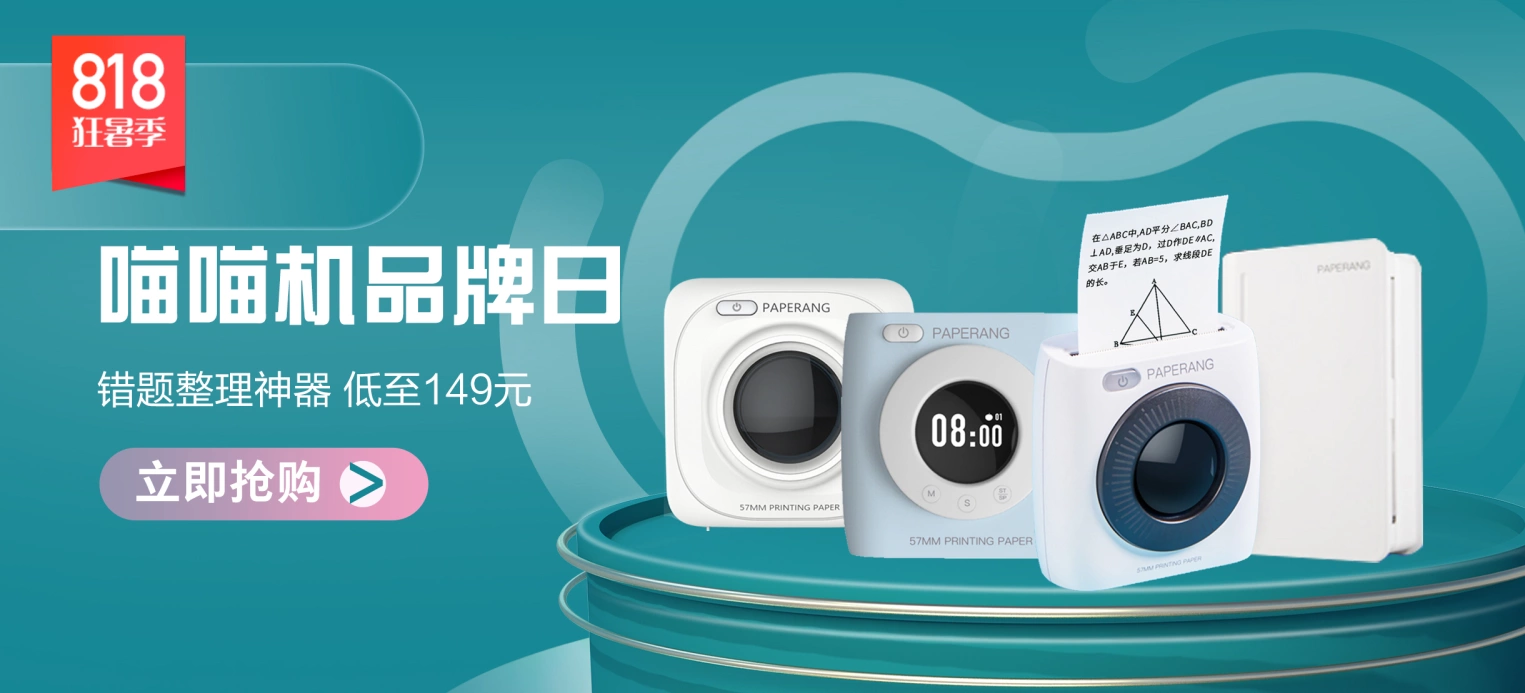 818
狂暑季
喵喵机品牌日
错题整理神器 低至149元
立即抢购 >
PAPERANG
57MM PRINTING PAPER
PAPERANG
08:00
01
M
S
57MM PRINTING PAPER
在△ABC中,AD平分∠BAC,BD
⊥AD,垂足为D，过D作DE∥AC,
交AB于E，若AB=5，求线段DE
的长。
A
E
B
C
PAPERANG
57MM PRINTING PAPER
PAPERANG